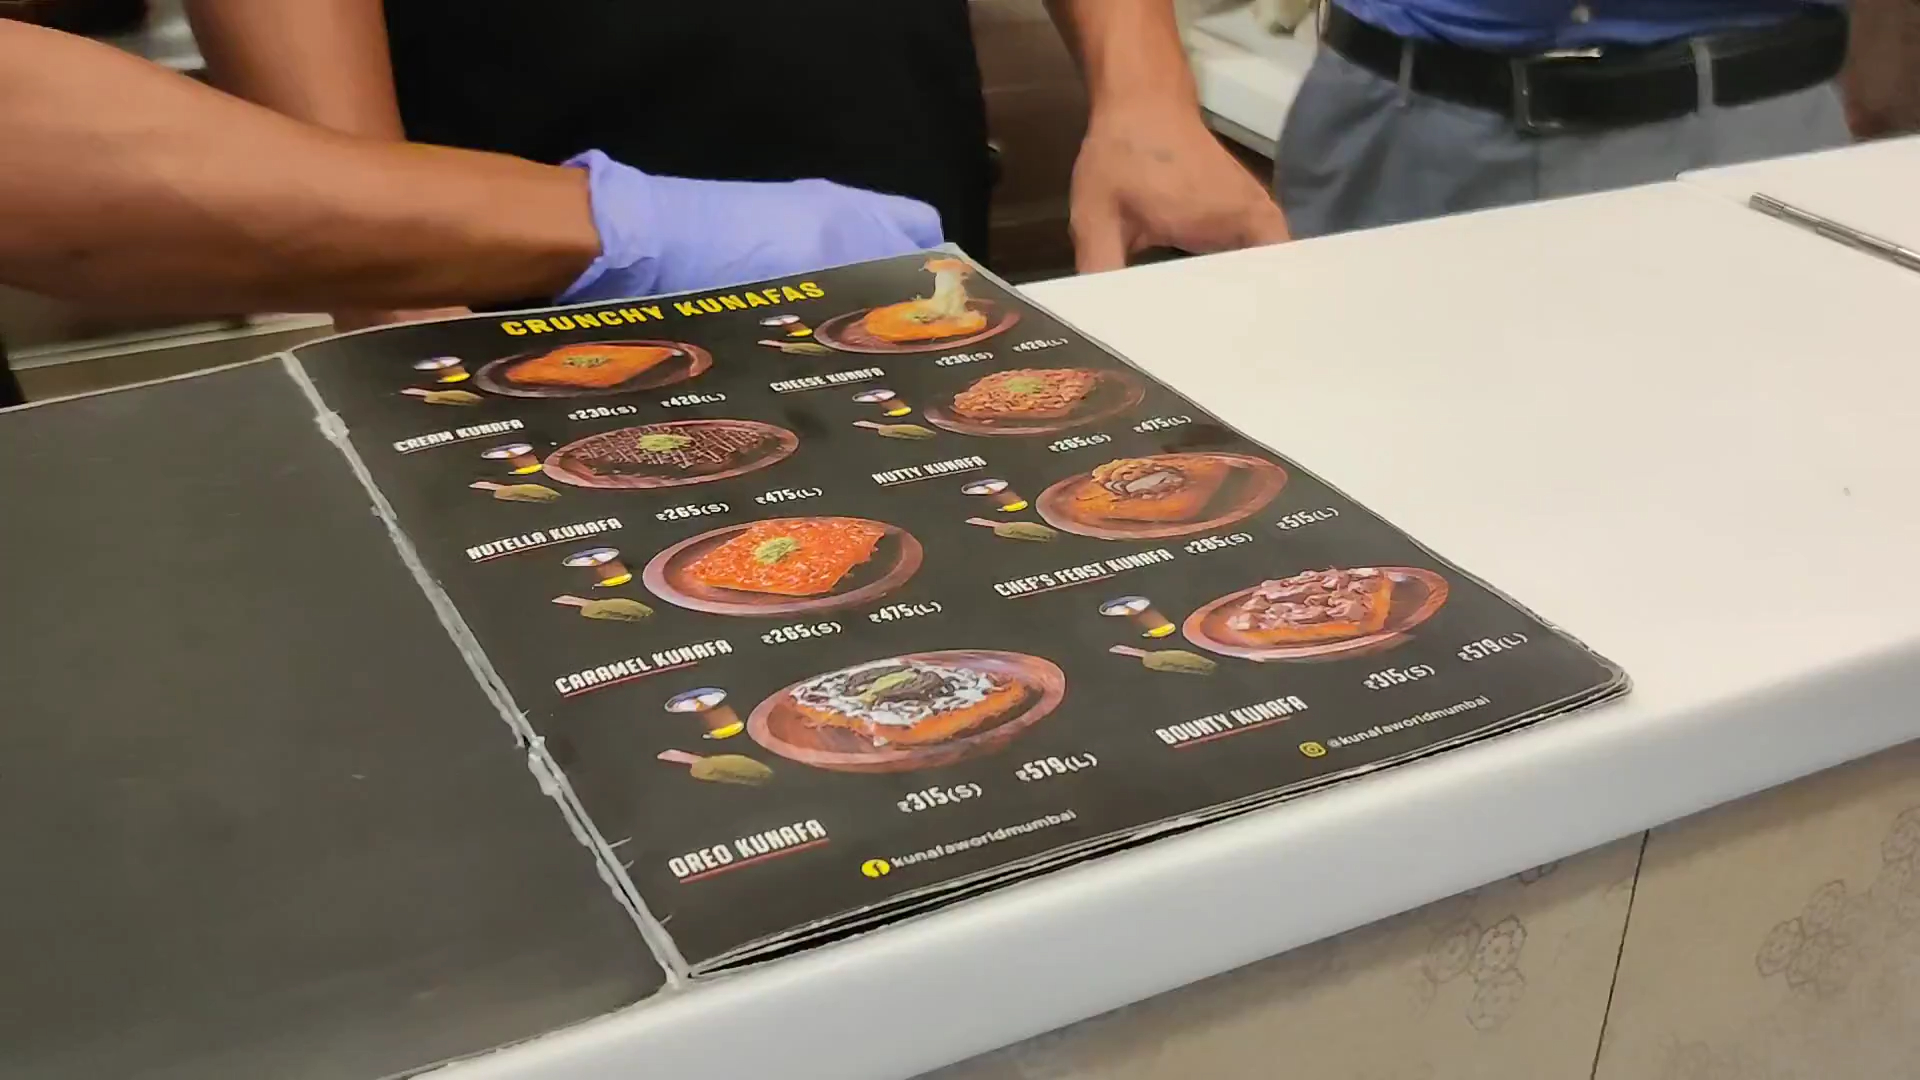 CRUNCHY KUNAFAS
₹230(S) ₹420(L)
CREAM KUNAFA
₹230(S) ₹420(L)
CHEESE KUNAFA
₹265(S) ₹475(L)
NUTELLA KUNAFA
₹265(S) ₹475(L)
NUTTY KUNAFA
₹265(S) ₹475(L)
CARAMEL KUNAFA
₹285(S) ₹515(L)
CHEF'S FEAST KUNAFA
₹315(S) ₹579(L)
OREO KUNAFA
₹315(S) ₹579(L)
BOUNTY KUNAFA
kunafaworldmumbai
@kunafaworldmumbai